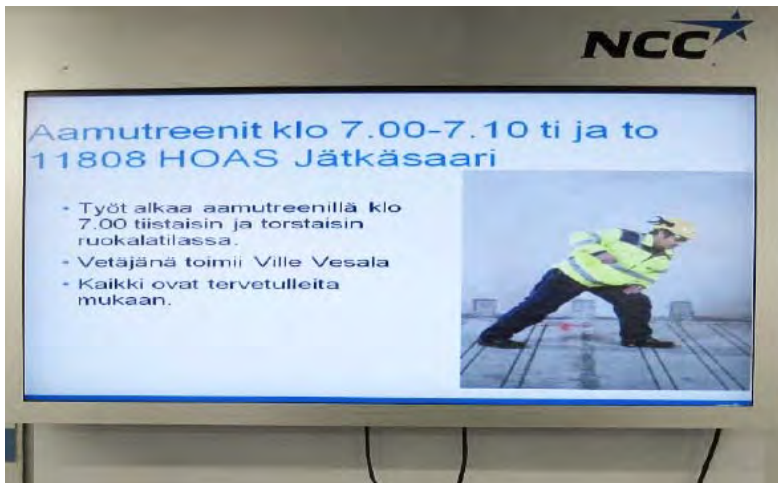 NCC
Aamutreenit klo 7.00-7.10 ti ja to
11808 HOAS Jätkäsaari
• Työt alkaa aamutreenillä klo
7.00 tiistaisin ja torstaisin
ruokalatilassa.
• Vetäjänä toimii Ville Vesala
• Kaikki ovat tervetulleita
mukaan.